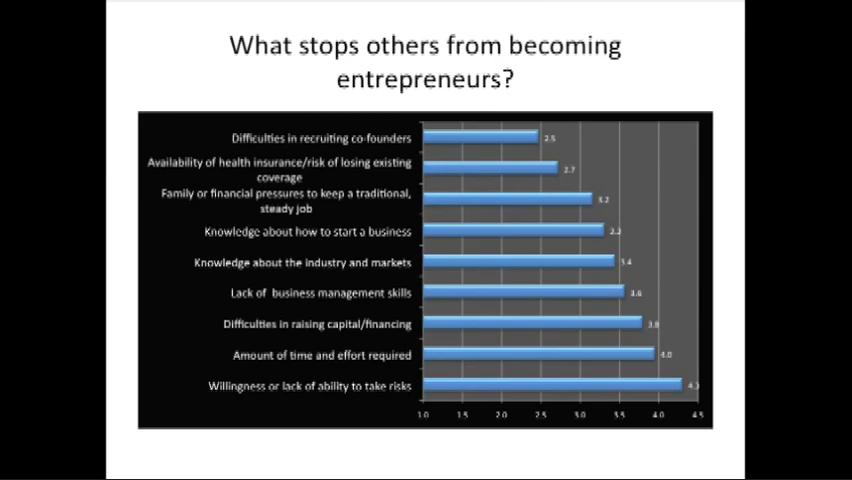 What stops others from becoming
entrepreneurs?
Difficulties in recruiting co-founders
2.5
Availability of health insurance/risk of losing existing
coverage
2.7
Family or financial pressures to keep a traditional,
steady job
3.2
Knowledge about how to start a business
Knowledge about the industry and markets
3.4
Lack of business management skills
3.6
Difficulties in raising capital/financing
3.8
Amount of time and effort required
4.0
Willingness or lack of ability to take risks
1.0 1.5 2.0 2.5 3.0 3.5 4.0 4.5